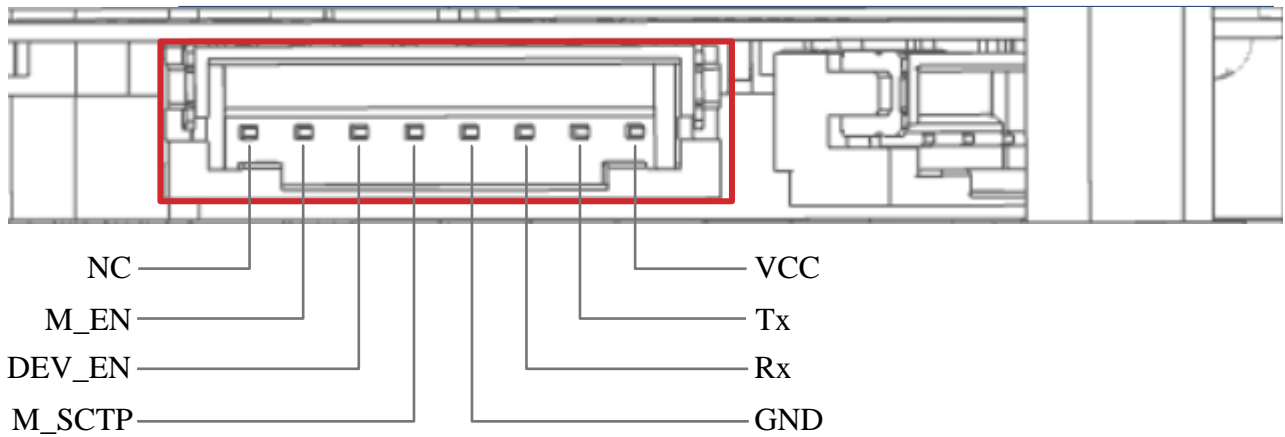 NC
M_EN
DEV_EN
M_SCTP
VCC
Tx
Rx
GND